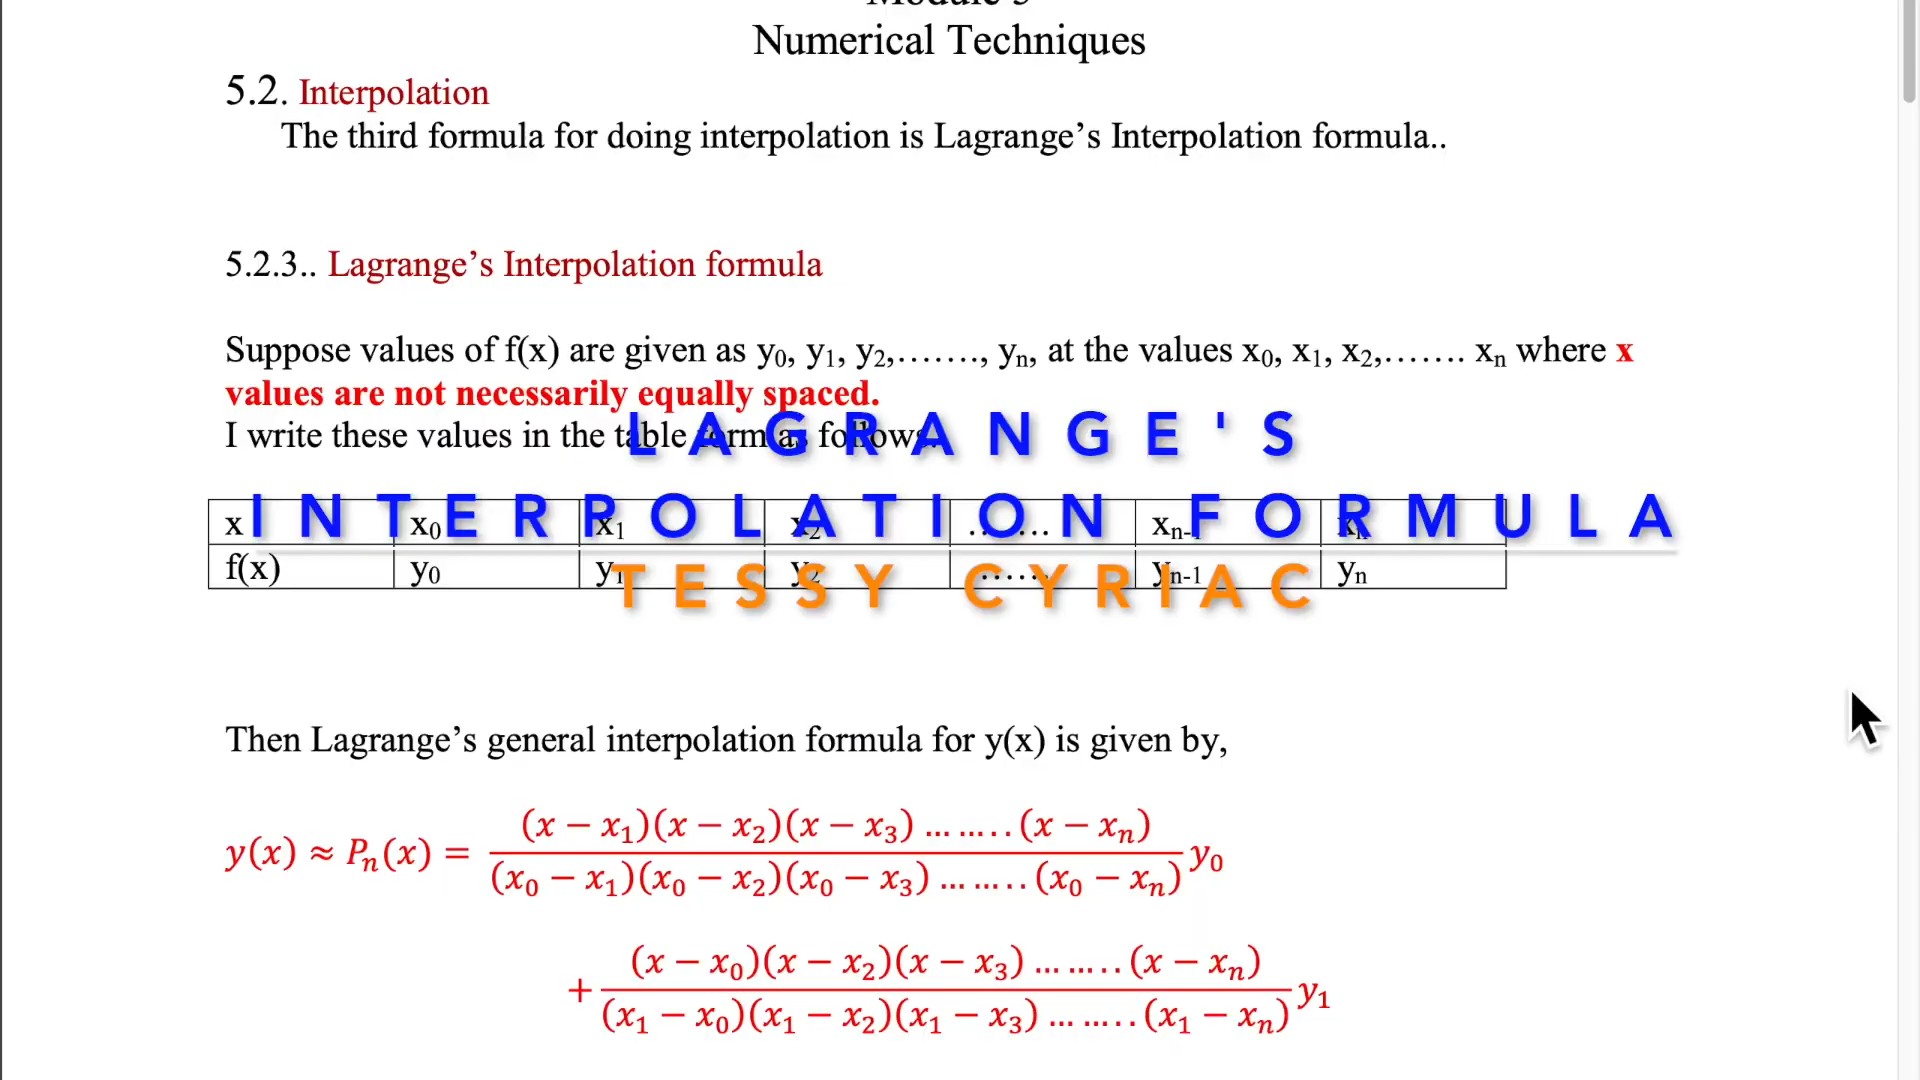 Module 5
Numerical Techniques
5.2. Interpolation
The third formula for doing interpolation is Lagrange’s Interpolation formula..
5.2.3.. Lagrange’s Interpolation formula
Suppose values of f(x) are given as y₀, y₁, y₂,……., yₙ, at the values x₀, x₁, x₂,……. xₙ where x
values are not necessarily equally spaced.
I write these values in the table form as follows.
LAGRANGE'S
INTERPOLATION FORMULA
TESSY CYRIAC
x x₀ x₁ x₂ ……. xₙ₋₁ xₙ
f(x) y₀ y₁ y₂ ……. yₙ₋₁ yₙ
Then Lagrange’s general interpolation formula for y(x) is given by,
y(x) ≈ Pₙ(x) = (x − x₁)(x − x₂)(x − x₃) … … . . (x − xₙ) / (x₀ − x₁)(x₀ − x₂)(x₀ − x₃) … … . . (x₀ − xₙ) y₀
+ (x − x₀)(x − x₂)(x − x₃) … … . . (x − xₙ) / (x₁ − x₀)(x₁ − x₂)(x₁ − x₃) … … . . (x₁ − xₙ) y₁